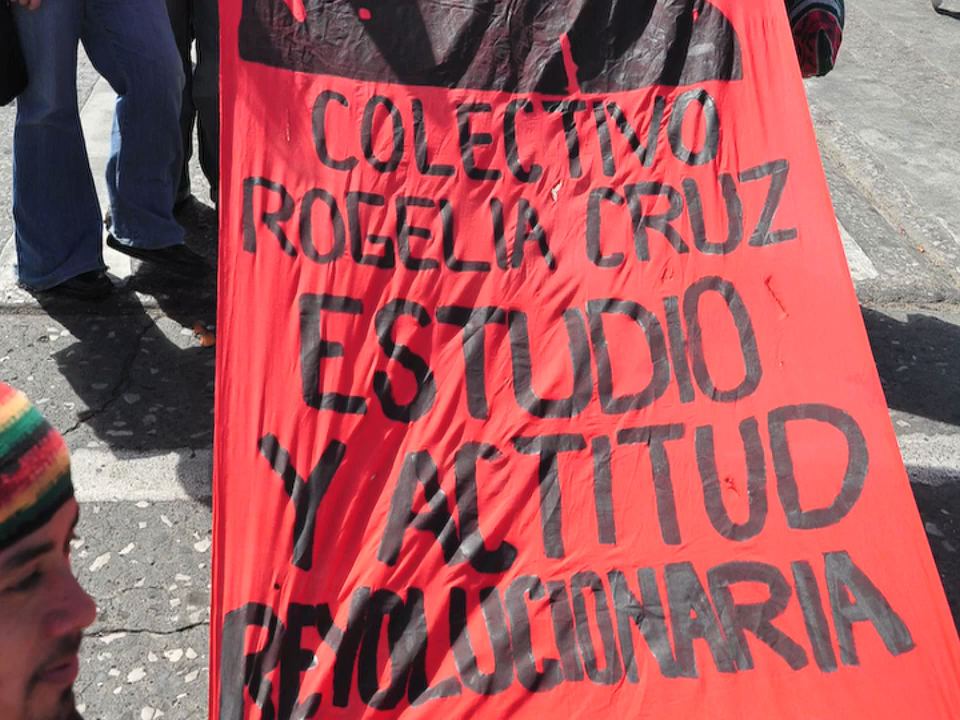 COLECTIVO
ROGELIA CRUZ
ESTUDIO
Y ACTITUD
REVOLUCIONARIA